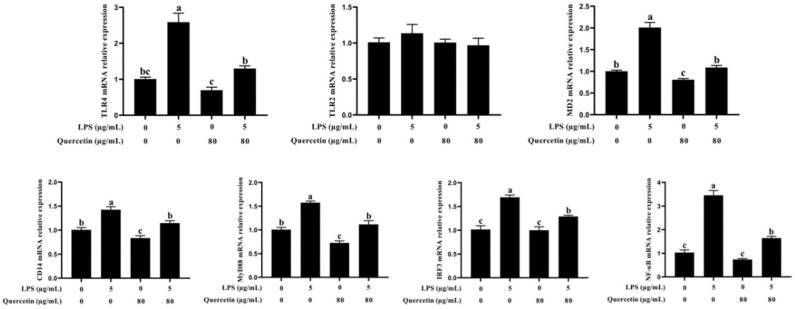 TLR4 mRNA relative expression
3
2
1
0
bc
a
c
b
LPS (μg/mL)
0
5
0
5
Quercetin (μg/mL)
0
0
80
80
TLR2 mRNA relative expression
1.5
1.0
0.5
0.0
LPS (μg/mL)
0
5
0
5
Quercetin (μg/mL)
0
0
80
80
MD2 mRNA relative expression
2.5
2.0
1.5
1.0
0.5
0.0
b
a
c
b
LPS (μg/mL)
0
5
0
5
Quercetin (μg/mL)
0
0
80
80
CD14 mRNA relative expression
2.0
1.5
1.0
0.5
0.0
b
a
c
b
LPS (μg/mL)
0
5
0
5
Quercetin (μg/mL)
0
0
80
80
MyD88 mRNA relative expression
2.0
1.5
1.0
0.5
0.0
b
a
c
b
LPS (μg/mL)
0
5
0
5
Quercetin (μg/mL)
0
0
80
80
IRF3 mRNA relative expression
2.0
1.5
1.0
0.5
0.0
c
a
c
b
LPS (μg/mL)
0
5
0
5
Quercetin (μg/mL)
0
0
80
80
NF-κB mRNA relative expression
4
3
2
1
0
c
a
c
b
LPS (μg/mL)
0
5
0
5
Quercetin (μg/mL)
0
0
80
80